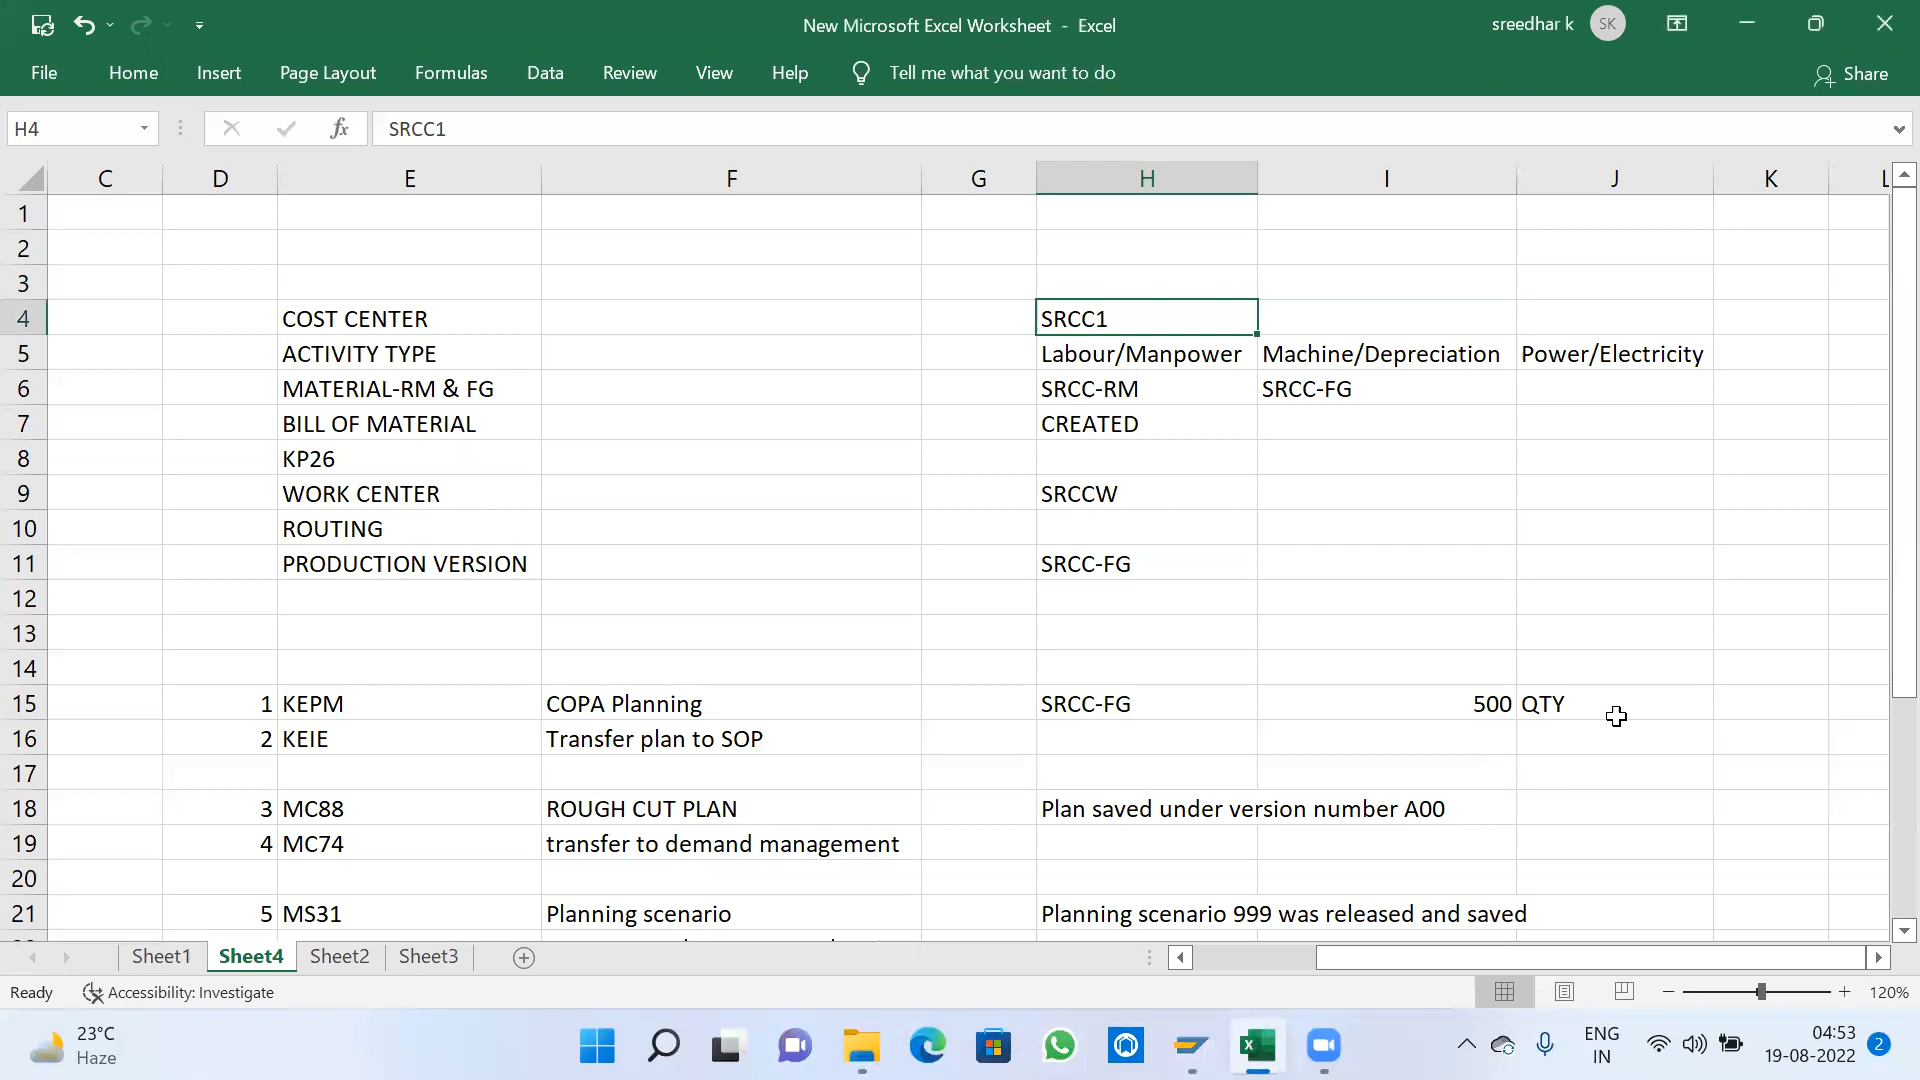 New Microsoft Excel Worksheet - Excel
sreedhar k SK
File Home Insert Page Layout Formulas Data Review View Help Tell me what you want to do Share
H4 fx SRCC1
C D E F G H I J K L
1
2
3
4 COST CENTER SRCC1
5 ACTIVITY TYPE Labour/Manpower Machine/Depreciation Power/Electricity
6 MATERIAL-RM & FG SRCC-RM SRCC-FG
7 BILL OF MATERIAL CREATED
8 KP26
9 WORK CENTER SRCCW
10 ROUTING
11 PRODUCTION VERSION SRCC-FG
12
13
14
15 1 KEPM COPA Planning SRCC-FG 500 QTY
16 2 KEIE Transfer plan to SOP
17
18 3 MC88 ROUGH CUT PLAN Plan saved under version number A00
19 4 MC74 transfer to demand management
20
21 5 MS31 Planning scenario Planning scenario 999 was released and saved
Sheet1 Sheet4 Sheet2 Sheet3
Ready Accessibility: Investigate 120%
23°C
Haze
ENG
IN
04:53
19-08-2022
2